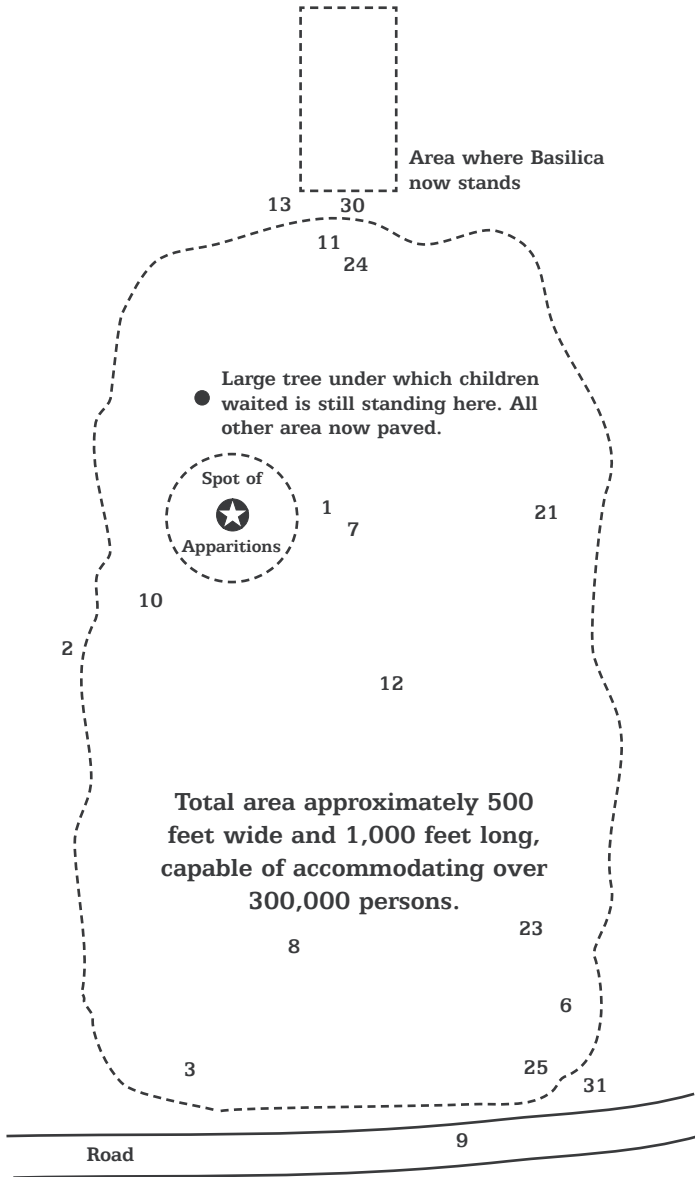 Area where Basilica
now stands
13
30
11
24
Large tree under which children
waited is still standing here. All
other area now paved.
Spot of
Apparitions
1
7
21
10
2
12
Total area approximately 500
feet wide and 1,000 feet long,
capable of accommodating over
300,000 persons.
23
8
6
3
25
31
9
Road